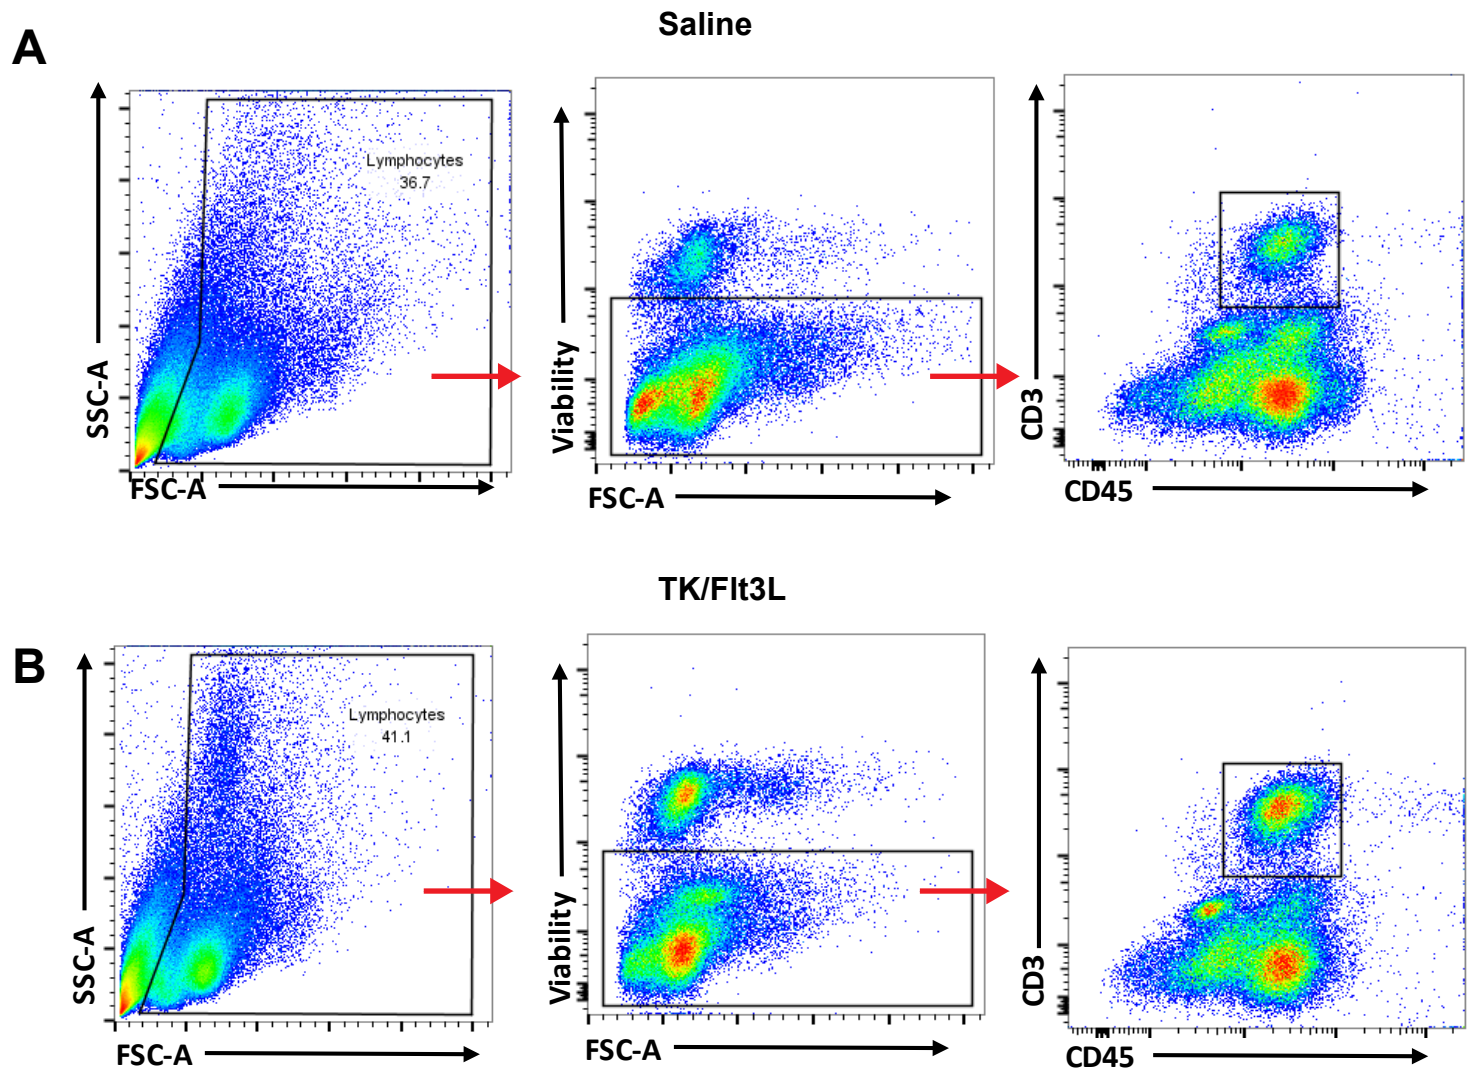 A
Saline
SSC-A
Lymphocytes
36.7
FSC-A
Viability
FSC-A
CD3
CD45
TK/Flt3L
B
SSC-A
Lymphocytes
41.1
FSC-A
Viability
FSC-A
CD3
CD45